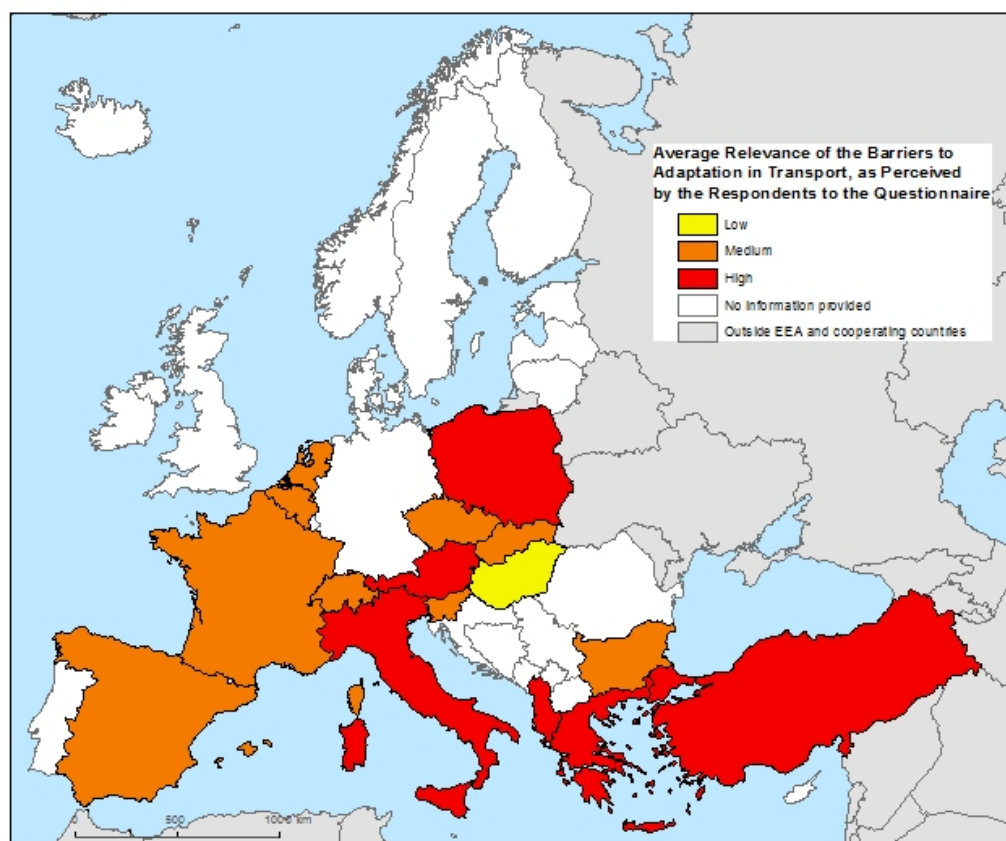 Average Relevance of the Barriers to
Adaptation in Transport, as Perceived
by the Respondents to the Questionnaire
Low
Medium
High
No information provided
Outside EEA and cooperating countries
0 500 1000 km